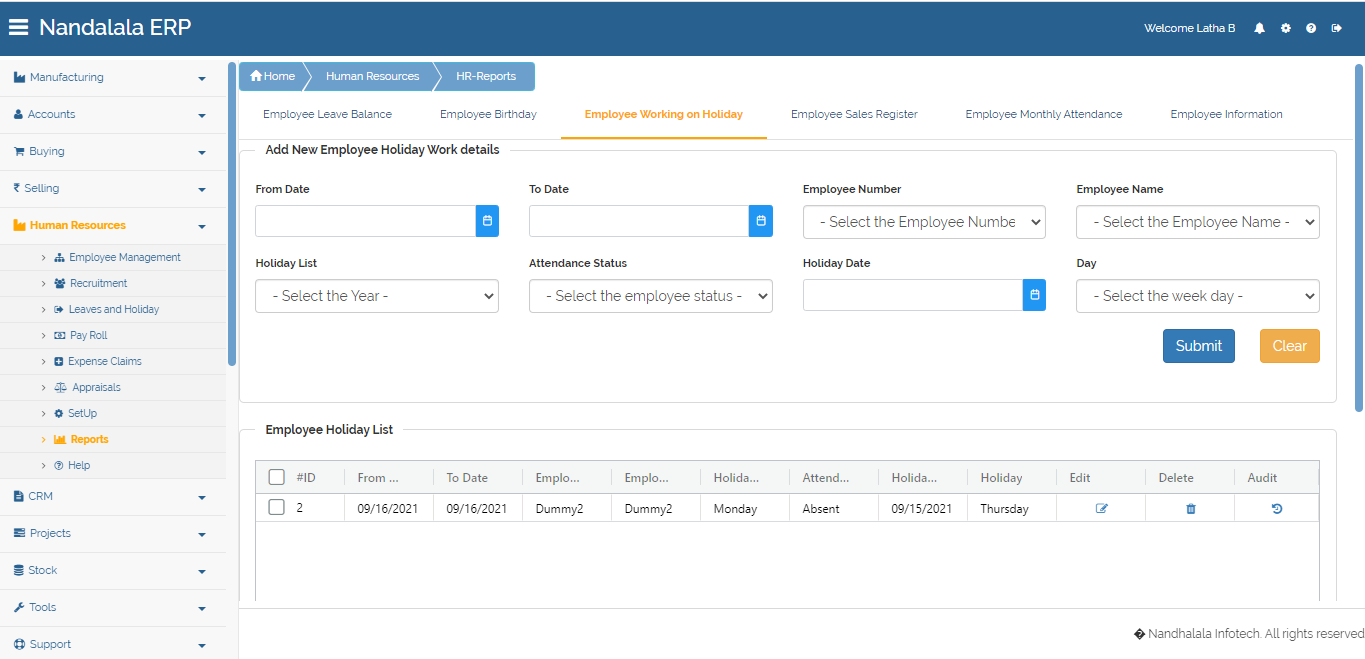 Nandalala ERP
Welcome Latha B
Manufacturing
Accounts
Buying
Selling
Human Resources
Employee Management
Recruitment
Leaves and Holiday
Pay Roll
Expense Claims
Appraisals
SetUp
Reports
Help
CRM
Projects
Stock
Tools
Support
Home Human Resources HR-Reports
Employee Leave Balance Employee Birthday Employee Working on Holiday Employee Sales Register Employee Monthly Attendance Employee Information
Add New Employee Holiday Work details
From Date To Date Employee Number Employee Name
- Select the Employee Numbe - Select the Employee Name -
Holiday List Attendance Status Holiday Date Day
- Select the Year - - Select the employee status - - Select the week day -
Submit Clear
Employee Holiday List
#ID From ... To Date Emplo... Emplo... Holida... Attend... Holida... Holiday Edit Delete Audit
2 09/16/2021 09/16/2021 Dummy2 Dummy2 Monday Absent 09/15/2021 Thursday
� Nandhalala Infotech. All rights reserved